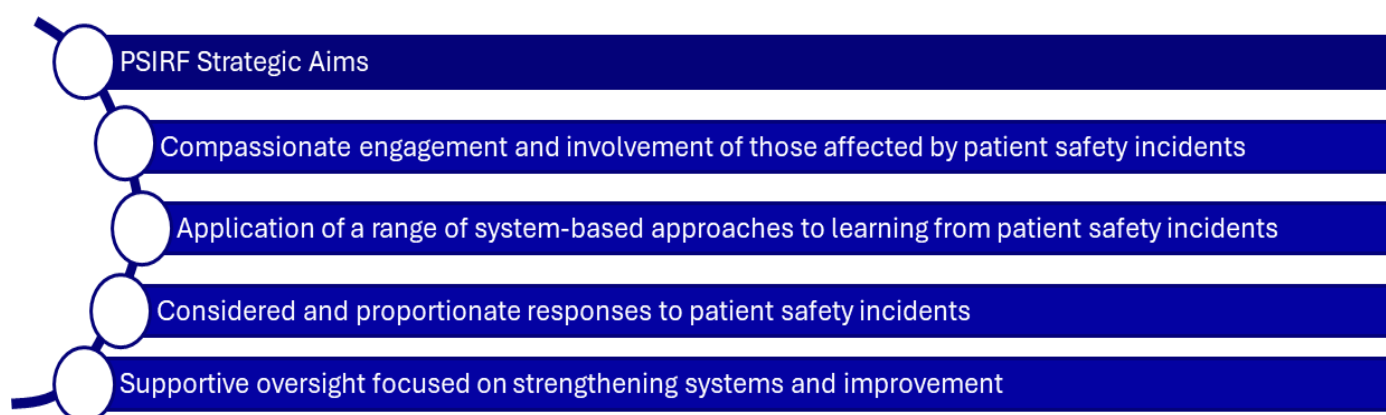 PSIRF Strategic Aims
Compassionate engagement and involvement of those affected by patient safety incidents
Application of a range of system-based approaches to learning from patient safety incidents
Considered and proportionate responses to patient safety incidents
Supportive oversight focused on strengthening systems and improvement